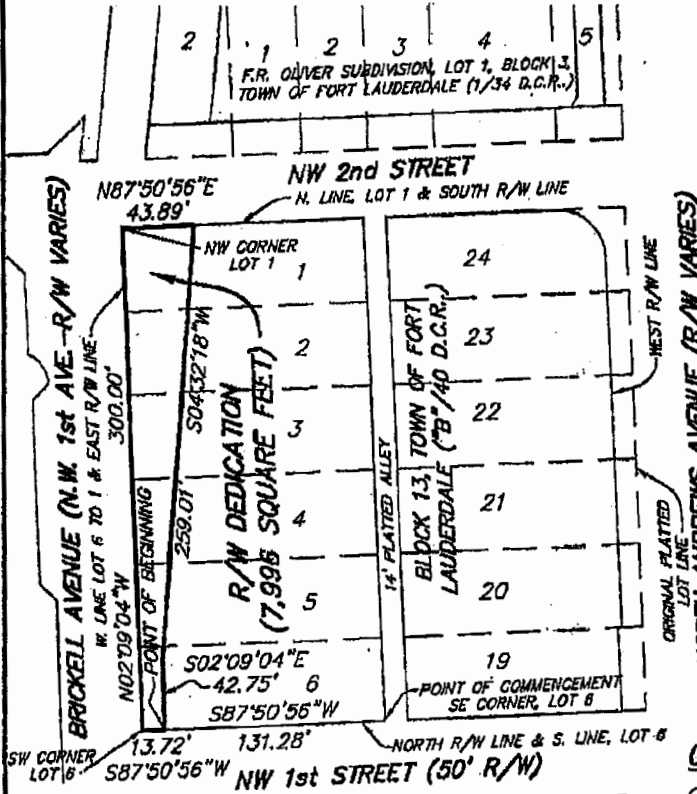 2
1
2
3
4
5
F.R. OLIVER SUBDIVISION, LOT 1, BLOCK 3,
TOWN OF FORT LAUDERDALE (1/34 D.C.R..)
NW 2nd STREET
N. LINE, LOT 1 & SOUTH R/W LINE
N87°50'56"E
43.89'
NW CORNER
LOT 1
1
2
3
4
5
6
24
23
22
21
20
19
BRICKELL AVENUE (N.W. 1st AVE.-R/W VARIES)
W. LINE LOT 6 TO 1 & EAST R/W LINE
300.00'
N02°09'04"W
POINT OF BEGINNING
S04°32'18"W
259.01'
R/W DEDICATION
(7,996 SQUARE FEET)
14' PLATTED ALLEY
BLOCK 13, TOWN OF FORT
LAUDERDALE ("B"/40 D.C.R..)
WEST R/W LINE
ORIGINAL PLATTED
LOT LINE
NORTH ANDREWS AVENUE (R/W VARIES)
S02°09'04"E
42.75'
S87°50'56"W
131.28'
POINT OF COMMENCEMENT
SE CORNER, LOT 6
NORTH R/W LINE & S. LINE, LOT 6
SW CORNER
LOT 6
13.72'
S87°50'56"W
NW 1st STREET (50' R/W)